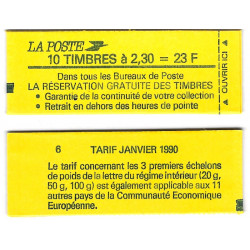 LA POSTE
10 TIMBRES à 2,30 = 23 F
Dans tous les Bureaux de Poste
LA RÉSERVATION GRATUITE DES TIMBRES
• Garantie de la continuité de votre collection
• Retrait en dehors des heures de pointe
OUVRIR ICI
6 TARIF JANVIER 1990
Le tarif concernant les 3 premiers échelons
de poids de la lettre du régime intérieur (20 g,
50 g, 100 g) est également applicable aux 11
autres pays de la Communauté Economique
Européenne.